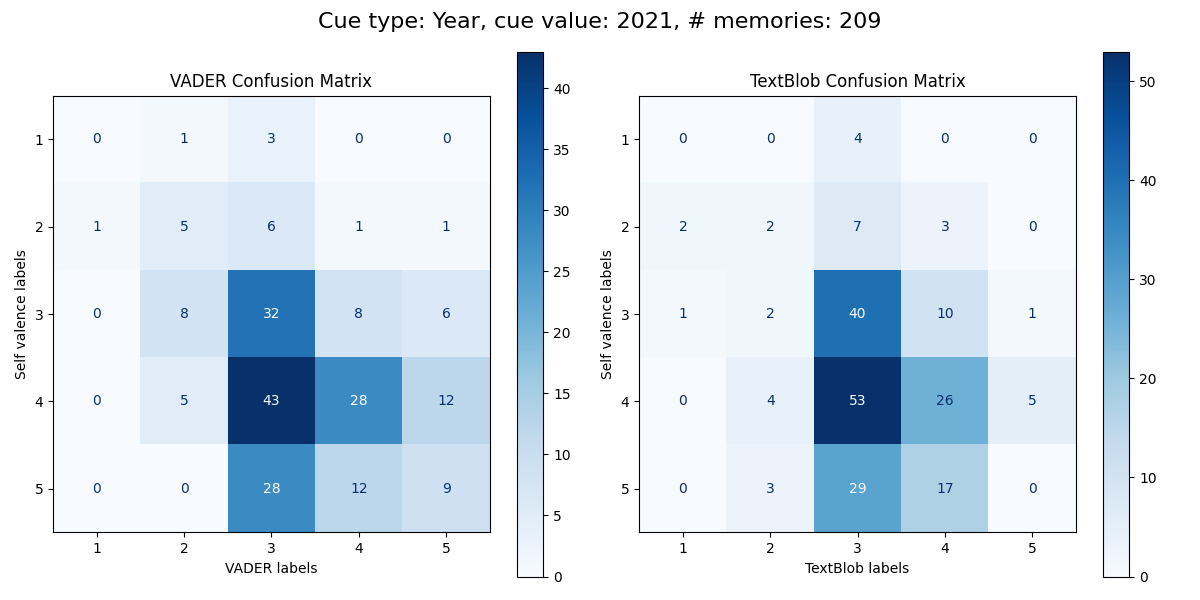 Cue type: Year, cue value: 2021, # memories: 209
VADER Confusion Matrix
Self valence labels
1 0 1 3 0 0
2 1 5 6 1 1
3 0 8 32 8 6
4 0 5 43 28 12
5 0 0 28 12 9
1 2 3 4 5
VADER labels
40
35
30
25
20
15
10
5
0
TextBlob Confusion Matrix
Self valence labels
1 0 0 4 0 0
2 2 2 7 3 0
3 1 2 40 10 1
4 0 4 53 26 5
5 0 3 29 17 0
1 2 3 4 5
TextBlob labels
50
40
30
20
10
0